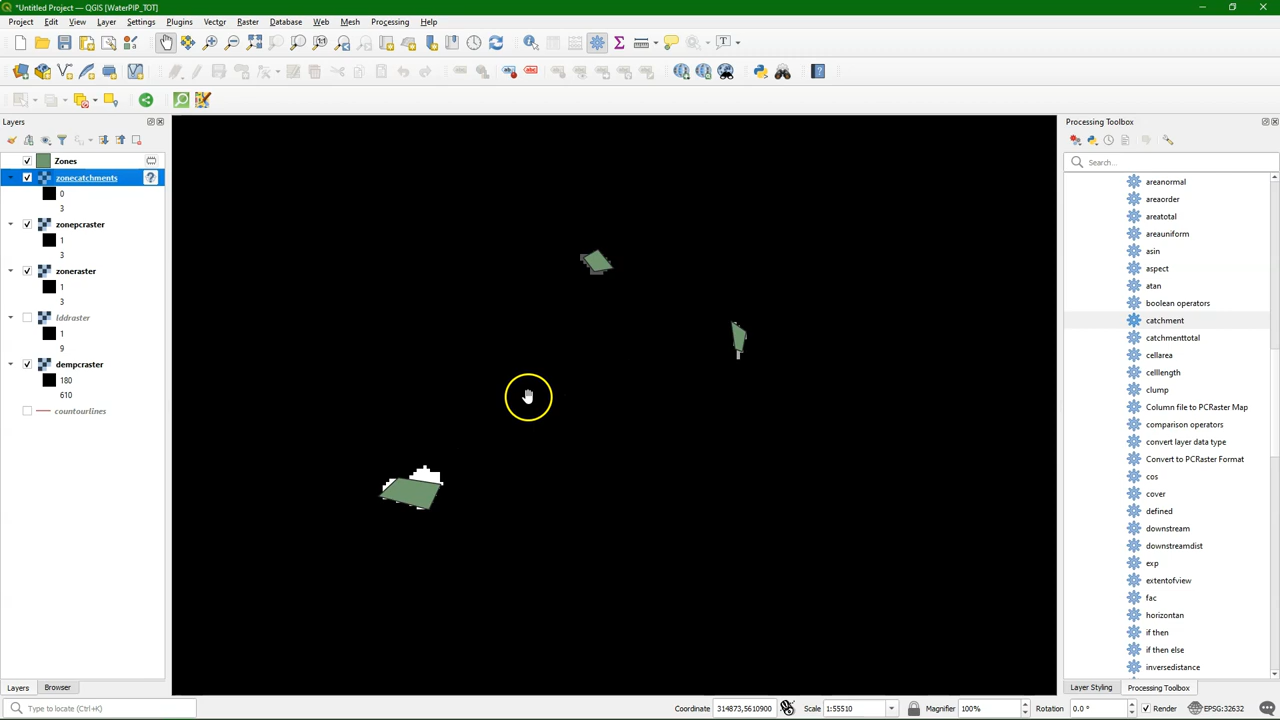 *Untitled Project — QGIS [WaterPIP_TOT]
Project Edit View Layer Settings Plugins Vector Raster Database Web Mesh Processing Help
Layers
Zones
zonecatchments
0
3
zonepcraster
1
3
zoneraster
1
3
lddraster
1
9
dempcraster
180
610
countourlines
Processing Toolbox
Search...
areanormal
areaorder
areatotal
areauniform
asin
aspect
atan
boolean operators
catchment
catchmenttotal
cellarea
celllength
clump
Column file to PCRaster Map
comparison operators
convert layer data type
Convert to PCRaster Format
cos
cover
defined
downstream
downstreamdist
exp
extentofview
fac
horizontan
if then
if then else
inversedistance
Layers Browser
Layer Styling Processing Toolbox
Type to locate (Ctrl+K) Coordinate 314873,5610900 Scale 1:55510 Magnifier 100% Rotation 0.0 ° Render EPSG:32632